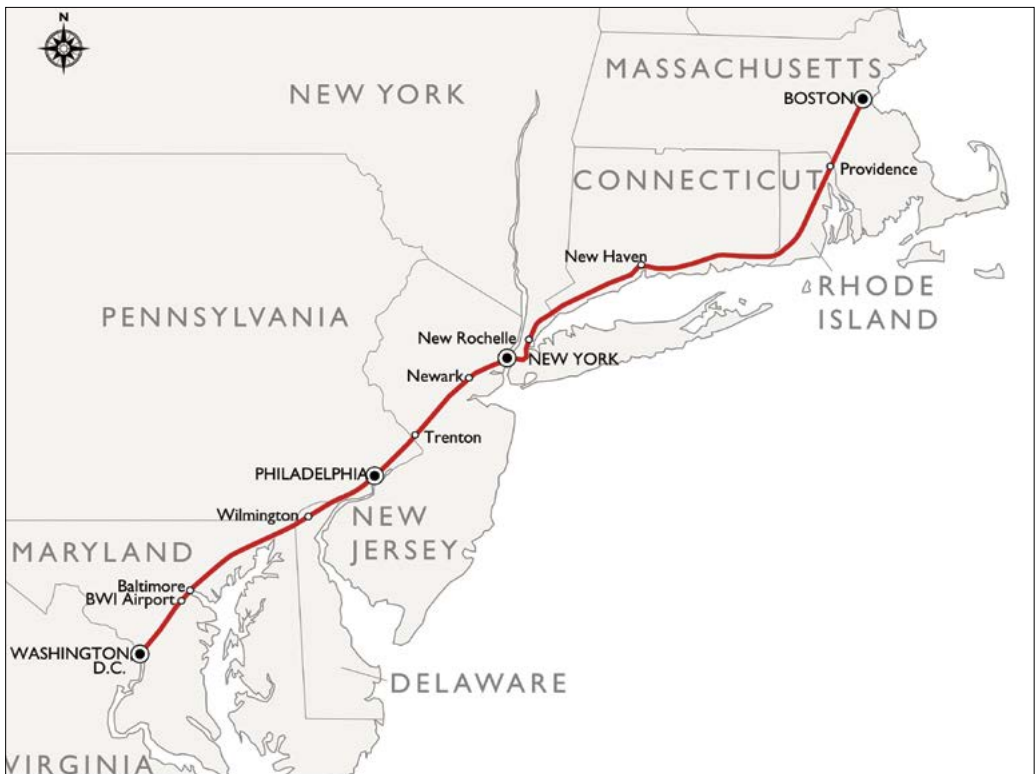 N
MASSACHUSETTS
NEW YORK
BOSTON
Providence
CONNECTICUT
New Haven
RHODE
ISLAND
PENNSYLVANIA
New Rochelle
NEW YORK
Newark
Trenton
PHILADELPHIA
Wilmington
NEW
JERSEY
MARYLAND
Baltimore
BWI Airport
WASHINGTON
D.C.
DELAWARE
VIRGINIA